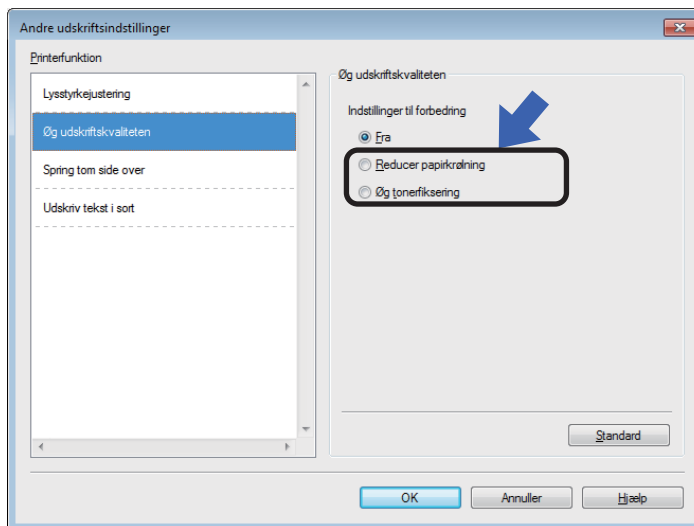 Andre udskriftsindstillinger
Printerfunktion
Lysstyrkejustering
Øg udskriftskvaliteten
Spring tom side over
Udskriv tekst i sort
Øg udskriftskvaliteten
Indstillinger til forbedring
Fra
Reducer papirkrølning
Øg tonerfiksering
Standard
OK Annuller Hjælp